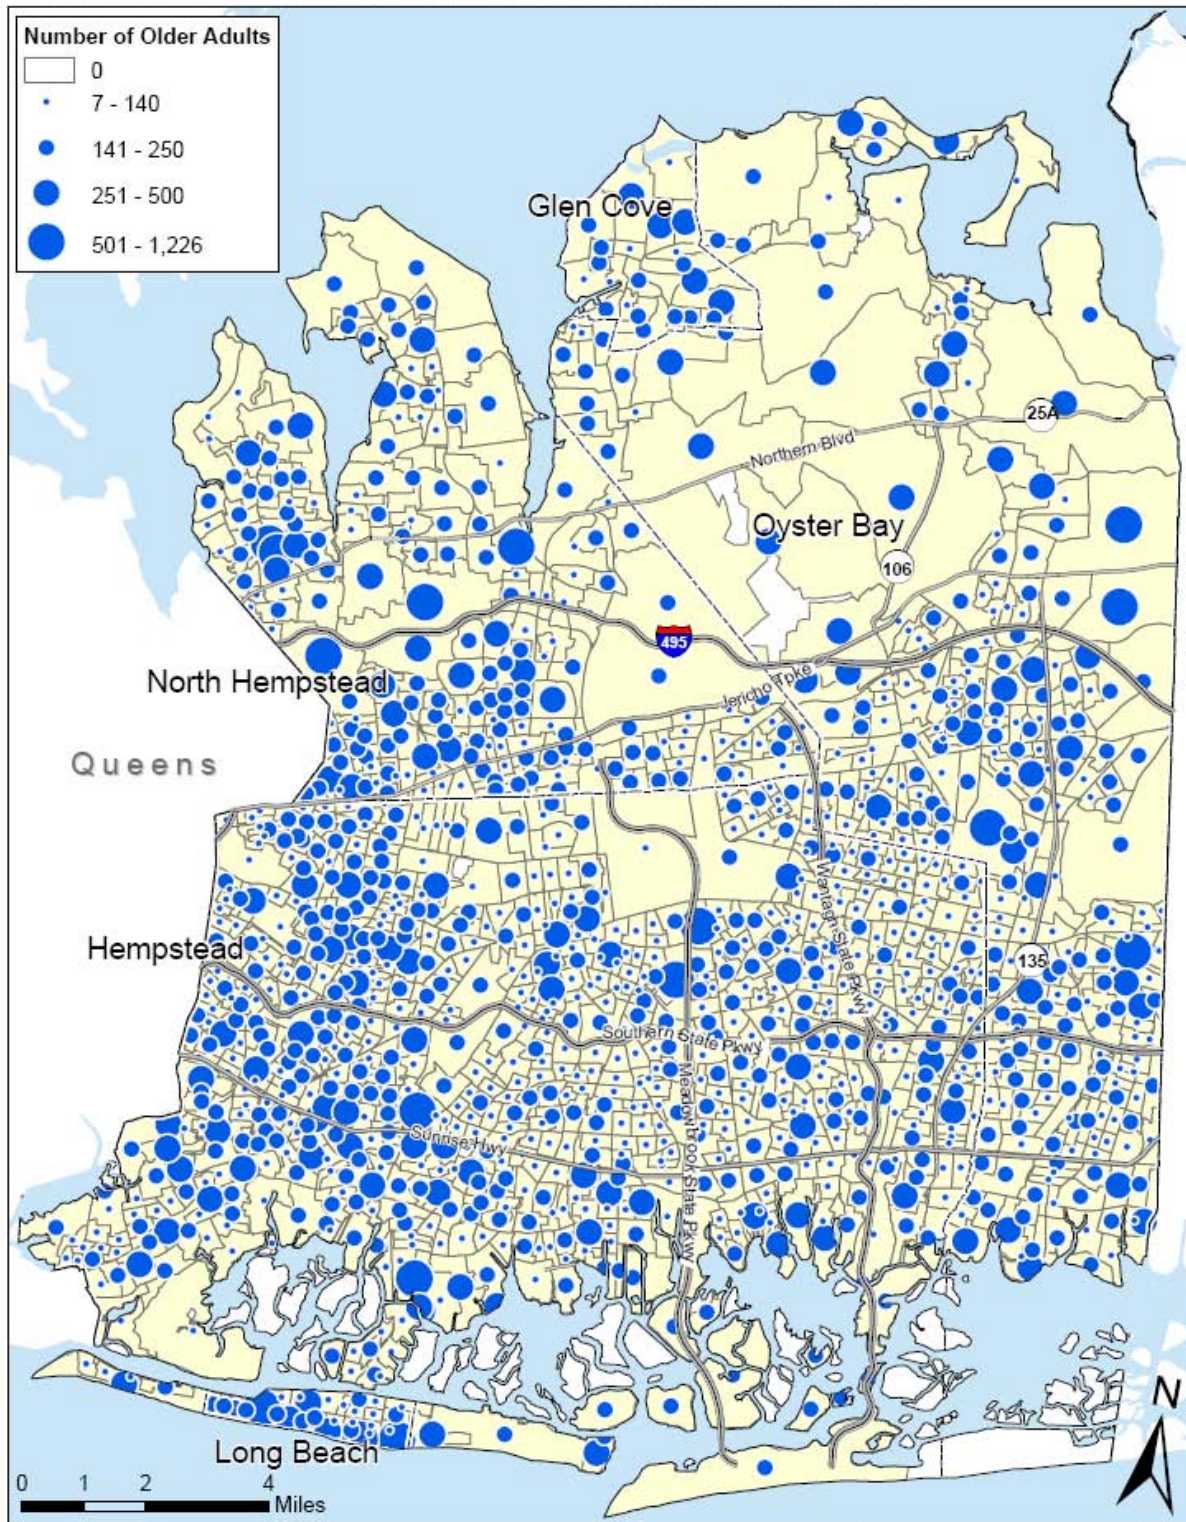 Number of Older Adults
0
7 - 140
141 - 250
251 - 500
501 - 1,226
Glen Cove
25A
Northern Blvd
Oyster Bay
106
495
North Hempstead
Jericho Tpke
Queens
Wantagh State Pkwy
Hempstead
135
Southern State Pkwy
Meadowbrook State Pkwy
Sunrise Hwy
Long Beach
N
0 1 2 4
Miles